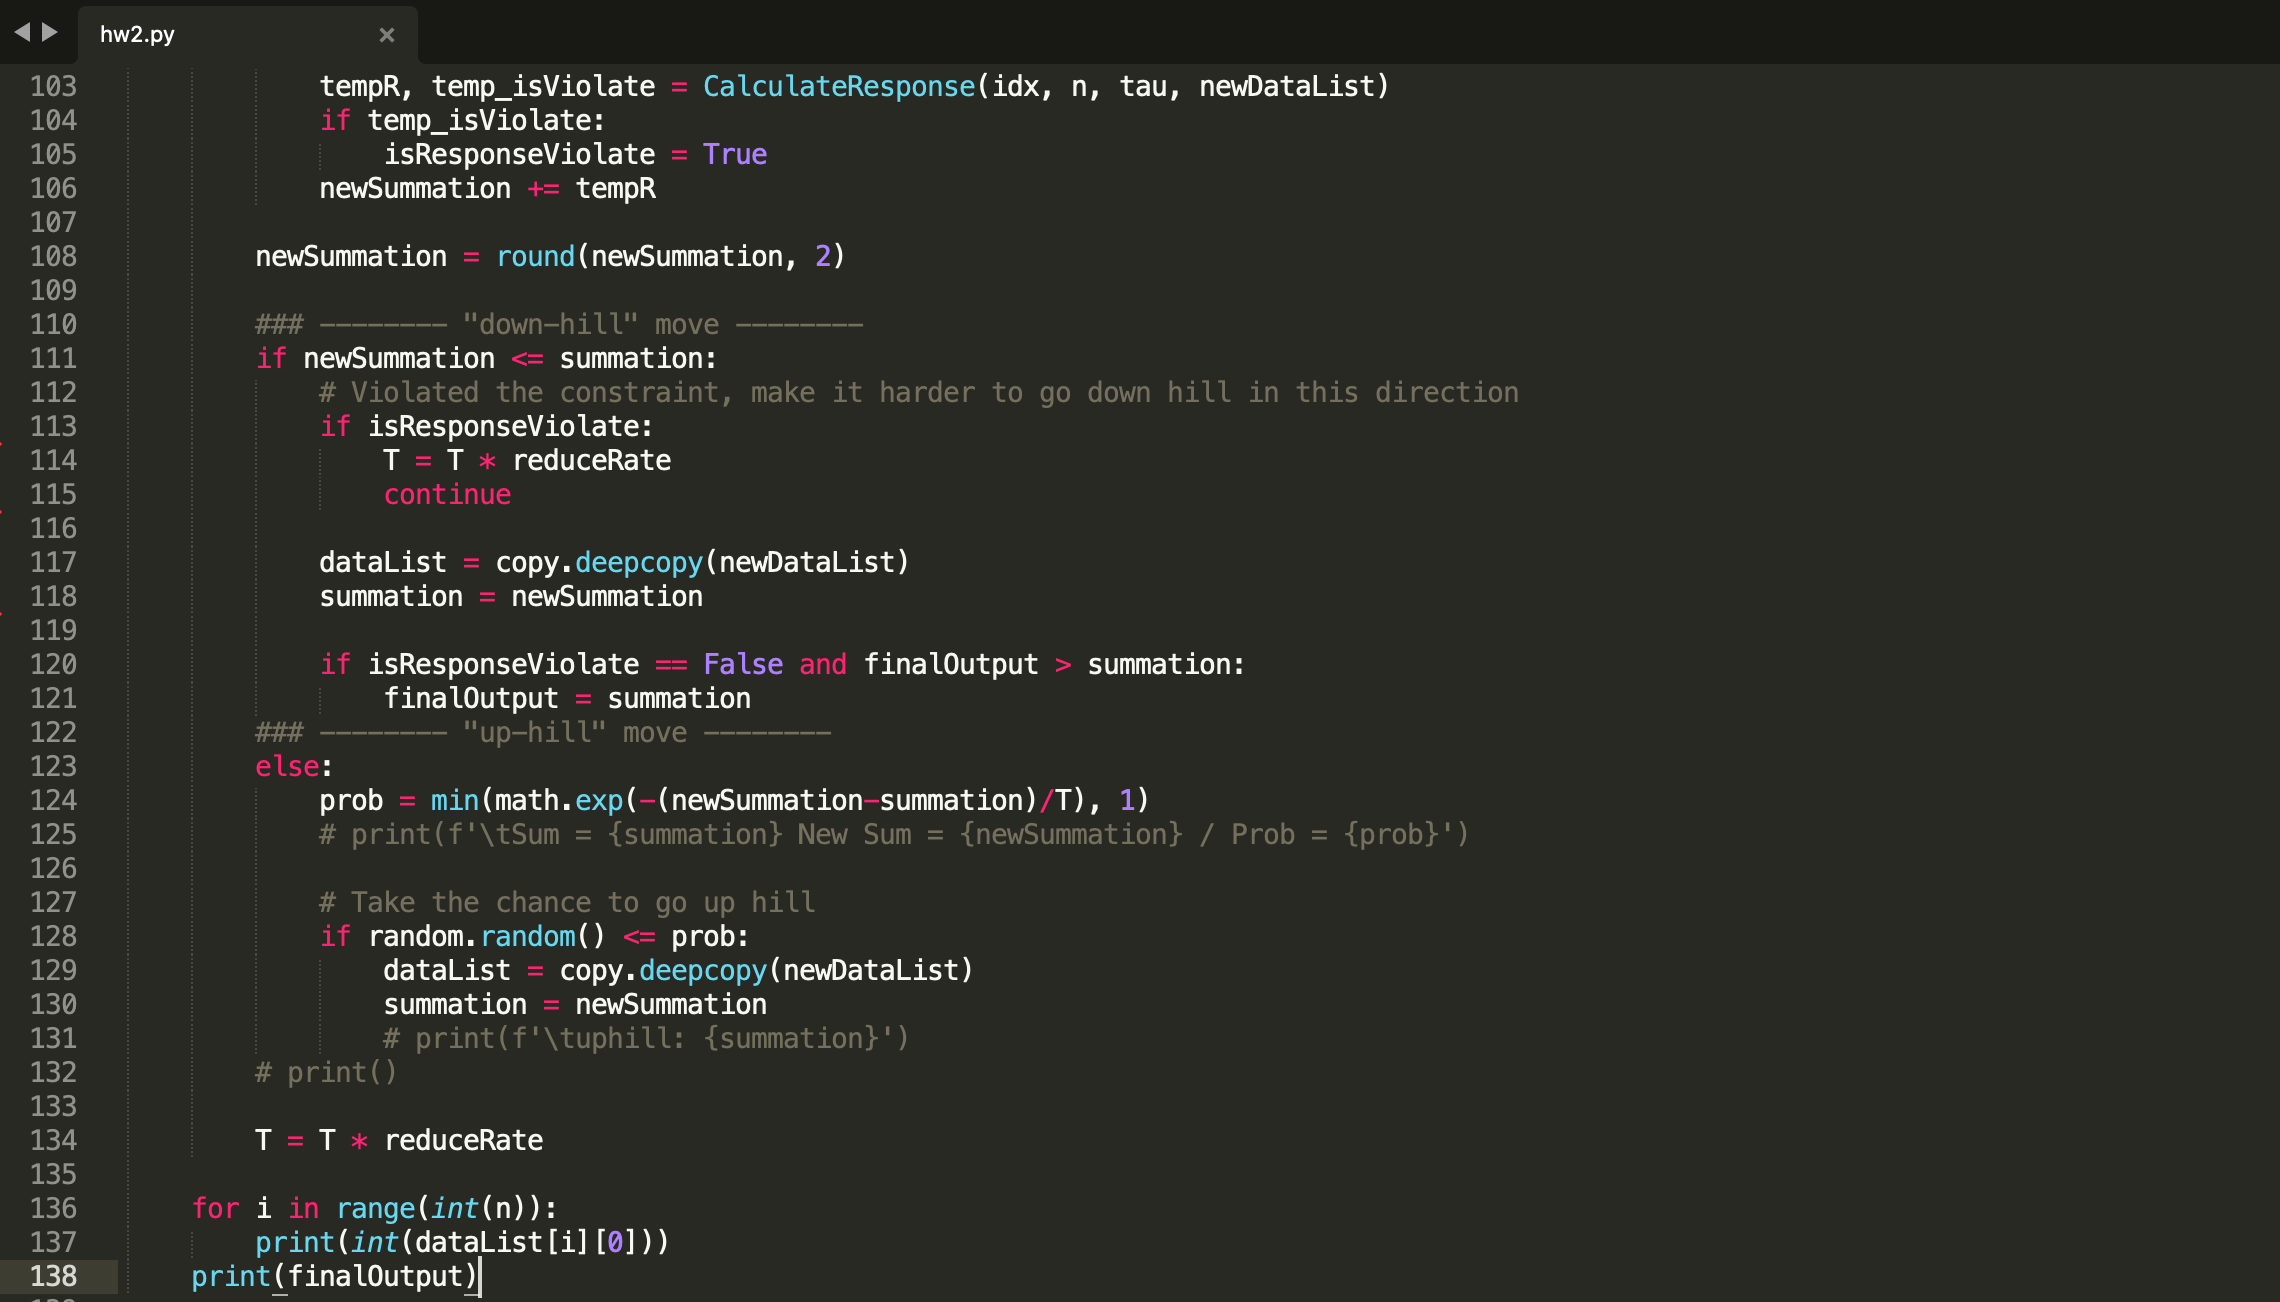 hw2.py ×
103 tempR, temp_isViolate = CalculateResponse(idx, n, tau, newDataList)
104 if temp_isViolate:
105 isResponseViolate = True
106 newSummation += tempR
107
108 newSummation = round(newSummation, 2)
109
110 ### -------- "down-hill" move --------
111 if newSummation <= summation:
112 # Violated the constraint, make it harder to go down hill in this direction
113 if isResponseViolate:
114 T = T * reduceRate
115 continue
116
117 dataList = copy.deepcopy(newDataList)
118 summation = newSummation
119
120 if isResponseViolate == False and finalOutput > summation:
121 finalOutput = summation
122 ### -------- "up-hill" move --------
123 else:
124 prob = min(math.exp(-(newSummation-summation)/T), 1)
125 # print(f'\tSum = {summation} New Sum = {newSummation} / Prob = {prob}')
126
127 # Take the chance to go up hill
128 if random.random() <= prob:
129 dataList = copy.deepcopy(newDataList)
130 summation = newSummation
131 # print(f'\tuphill: {summation}')
132 # print()
133
134 T = T * reduceRate
135
136 for i in range(int(n)):
137 print(int(dataList[i][0]))
138 print(finalOutput)